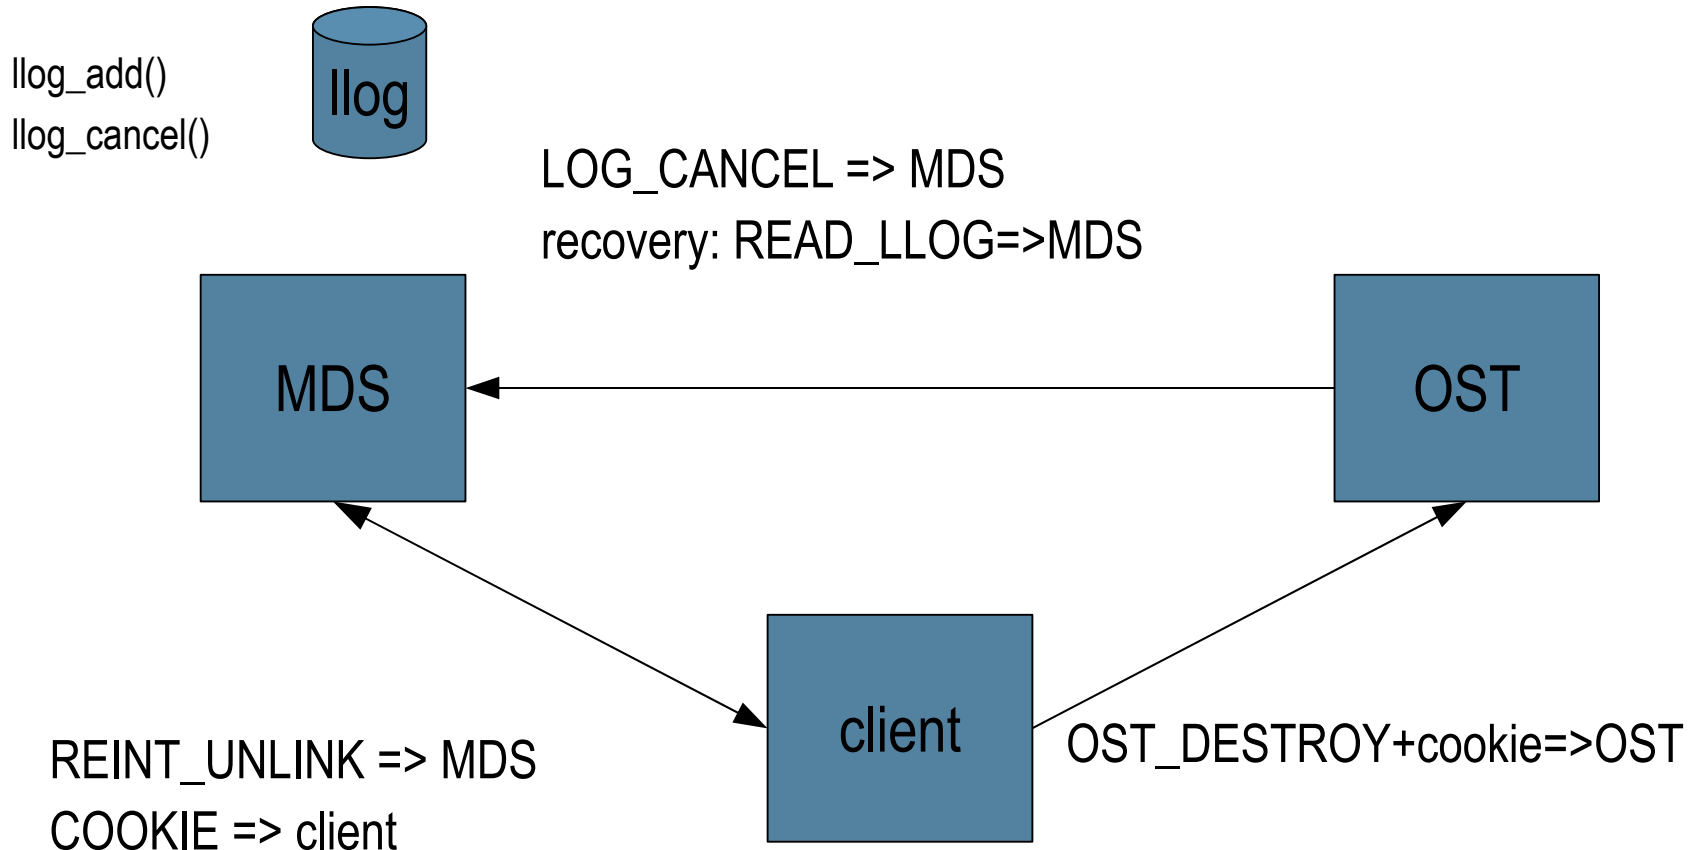 llog_add()
llog_cancel()
llog
LOG_CANCEL => MDS
recovery: READ_LLOG=>MDS
MDS
OST
client
OST_DESTROY+cookie=>OST
REINT_UNLINK => MDS
COOKIE => client